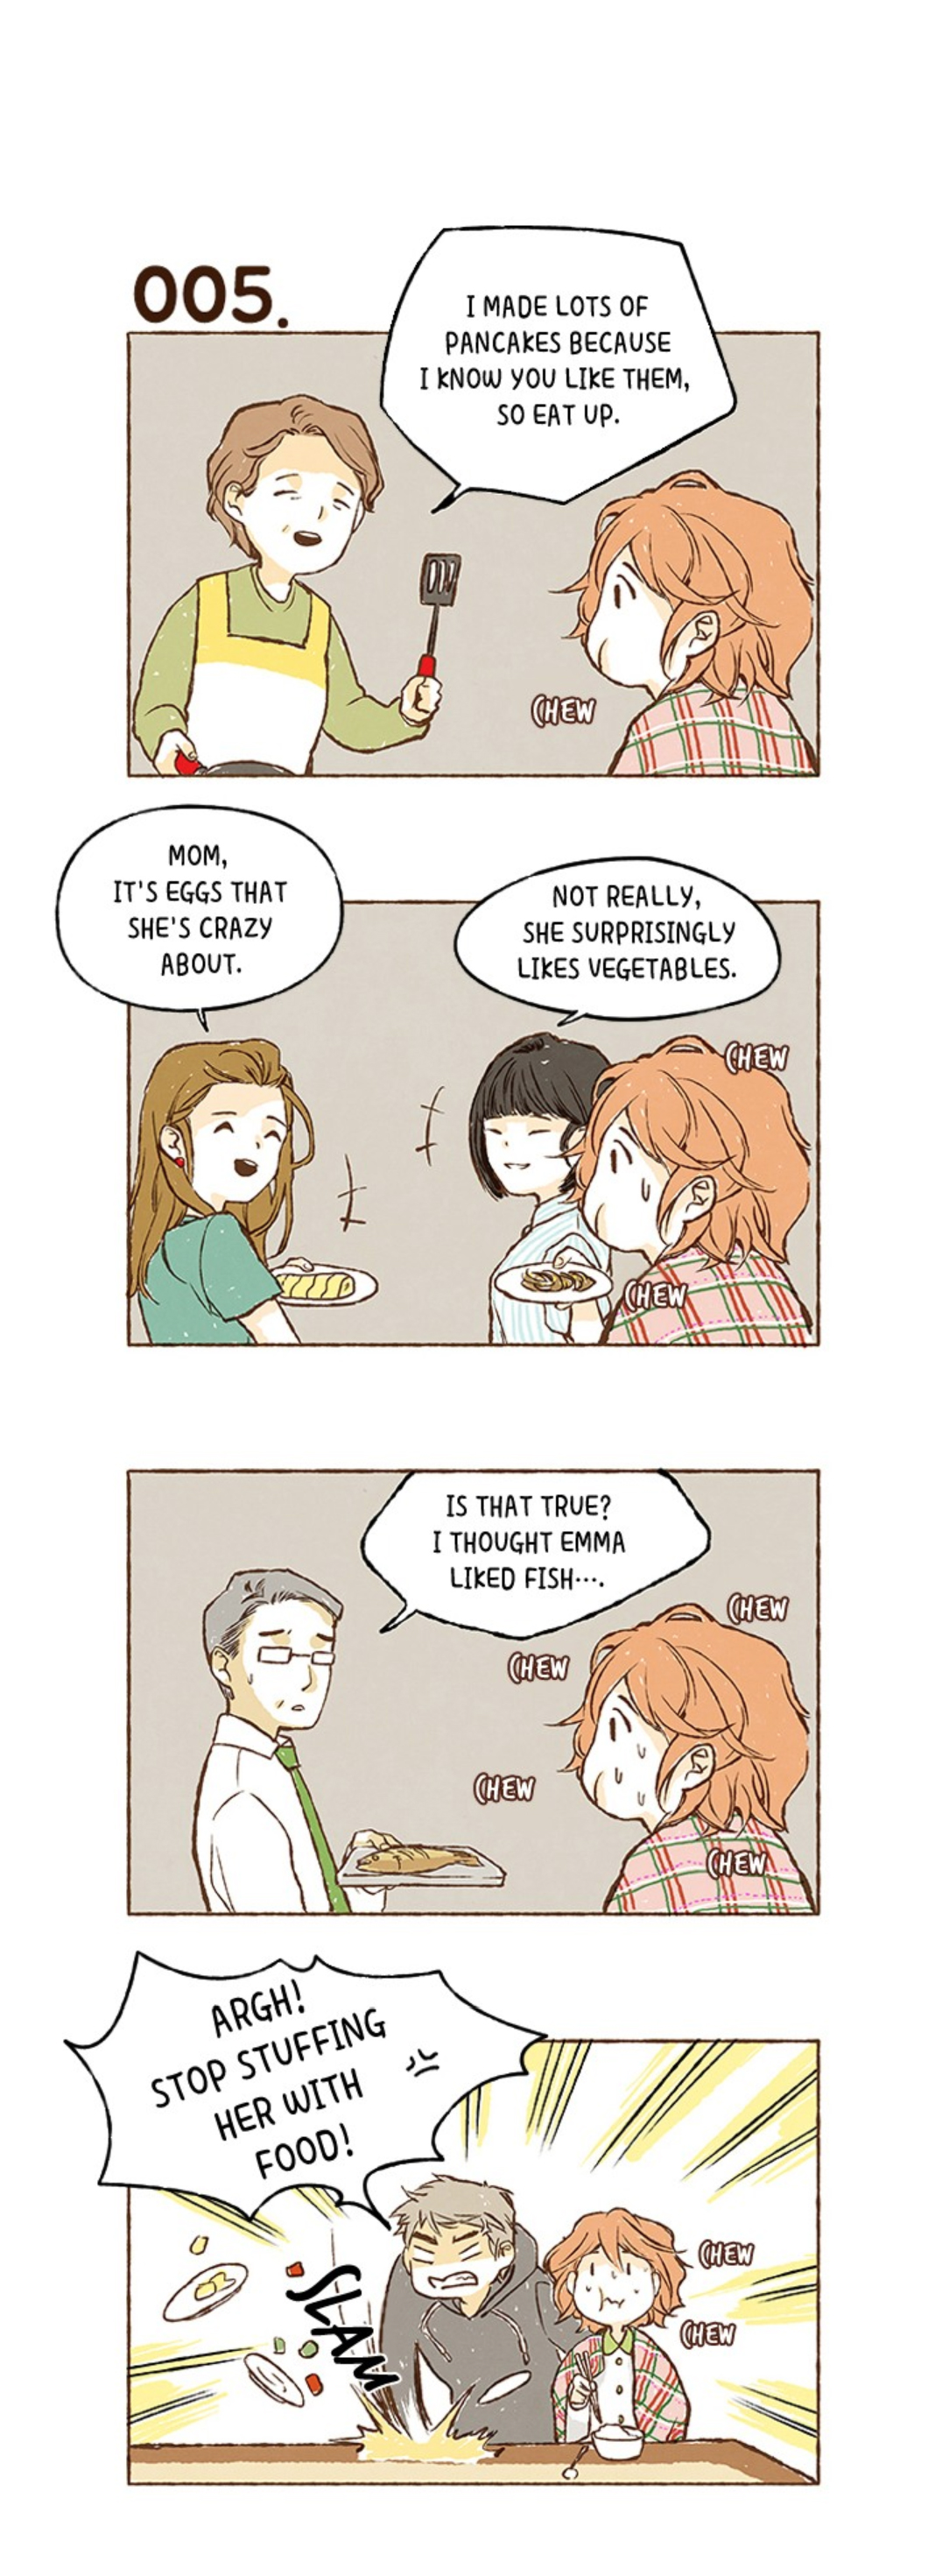 005.
I MADE LOTS OF
PANCAKES BECAUSE
I KNOW YOU LIKE THEM,
SO EAT UP.
CHEW
MOM,
IT'S EGGS THAT
SHE'S CRAZY
ABOUT.
NOT REALLY,
SHE SURPRISINGLY
LIKES VEGETABLES.
CHEW
CHEW
IS THAT TRUE?
I THOUGHT EMMA
LIKED FISH….
CHEW
CHEW
CHEW
CHEW
ARGH!
STOP STUFFING
HER WITH
FOOD!
SLAM
CHEW
CHEW